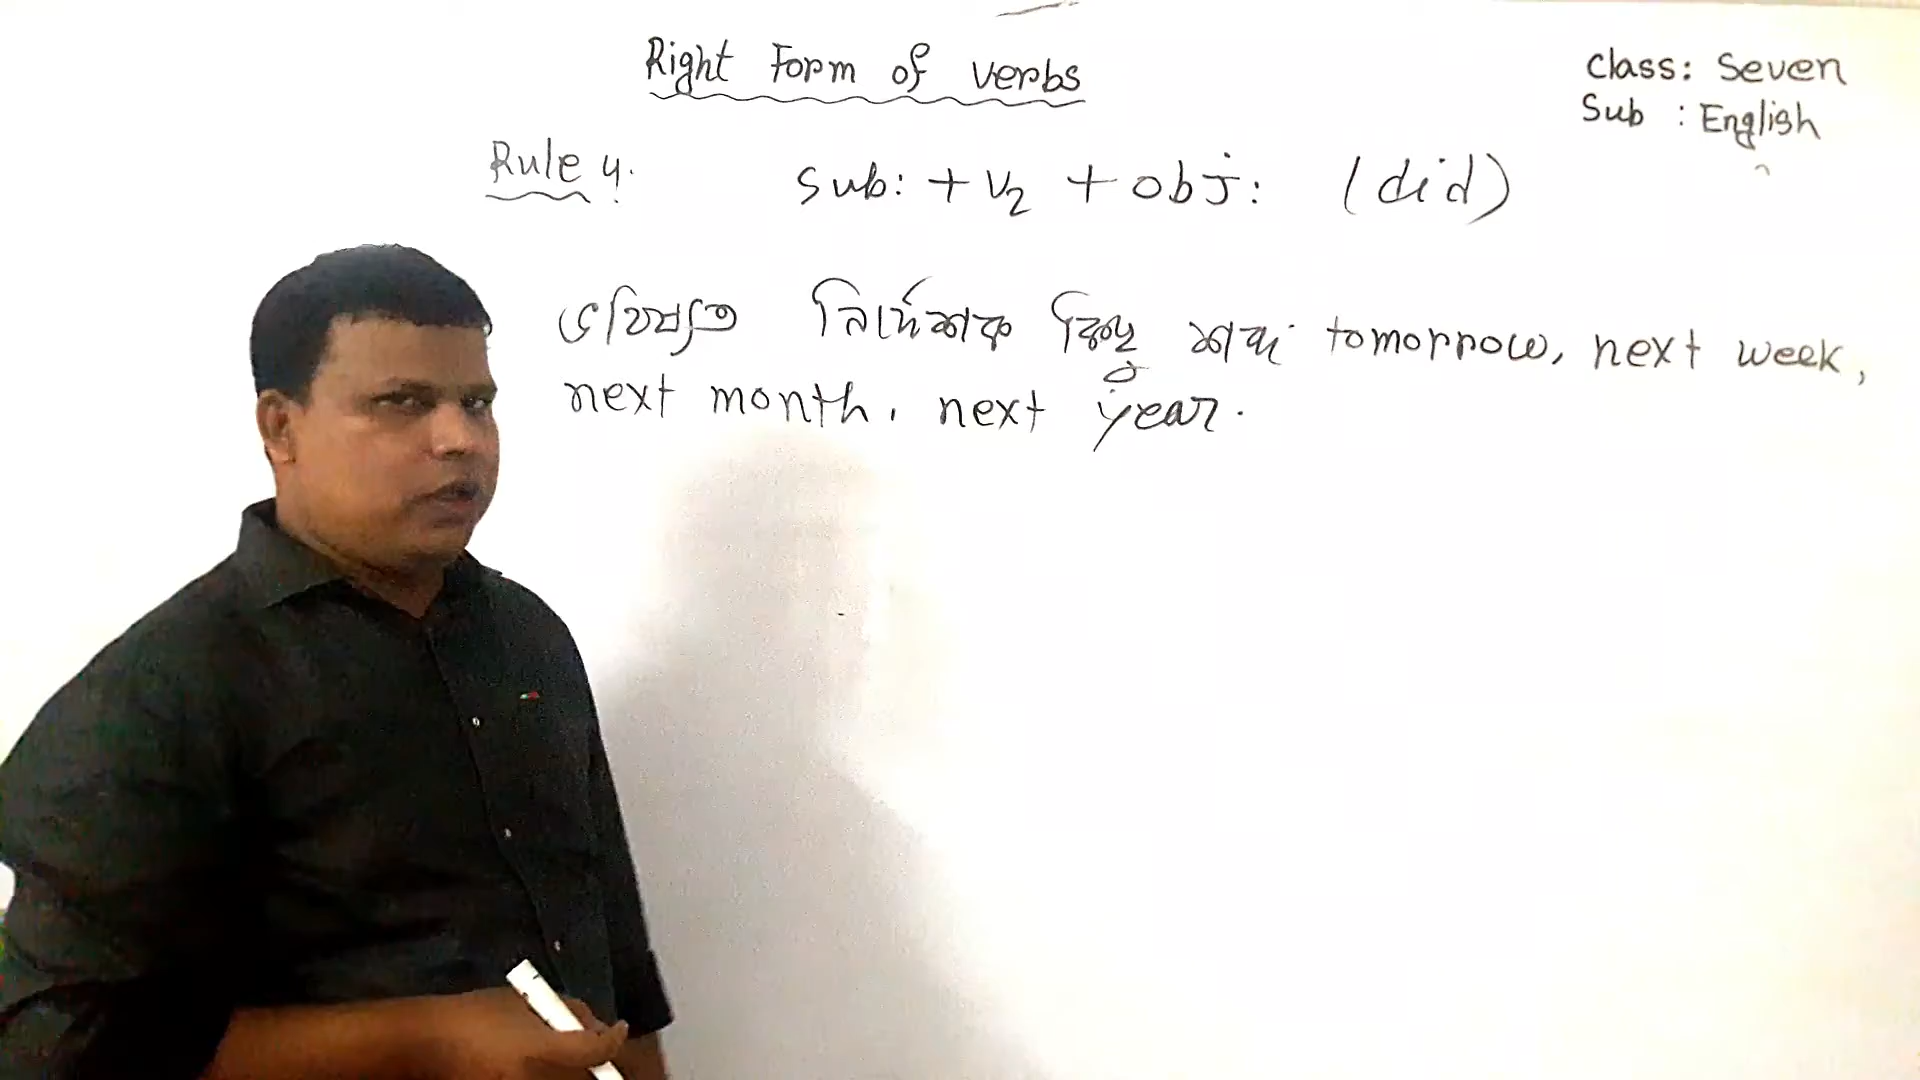 Right Form of verbs
Class: Seven
Sub : English
Rule 4. Sub: + V2 + obj: (did)
ভবিষ্যত নির্দেশক কিছু শব্দ tomorrow, next week,
next month, next year.